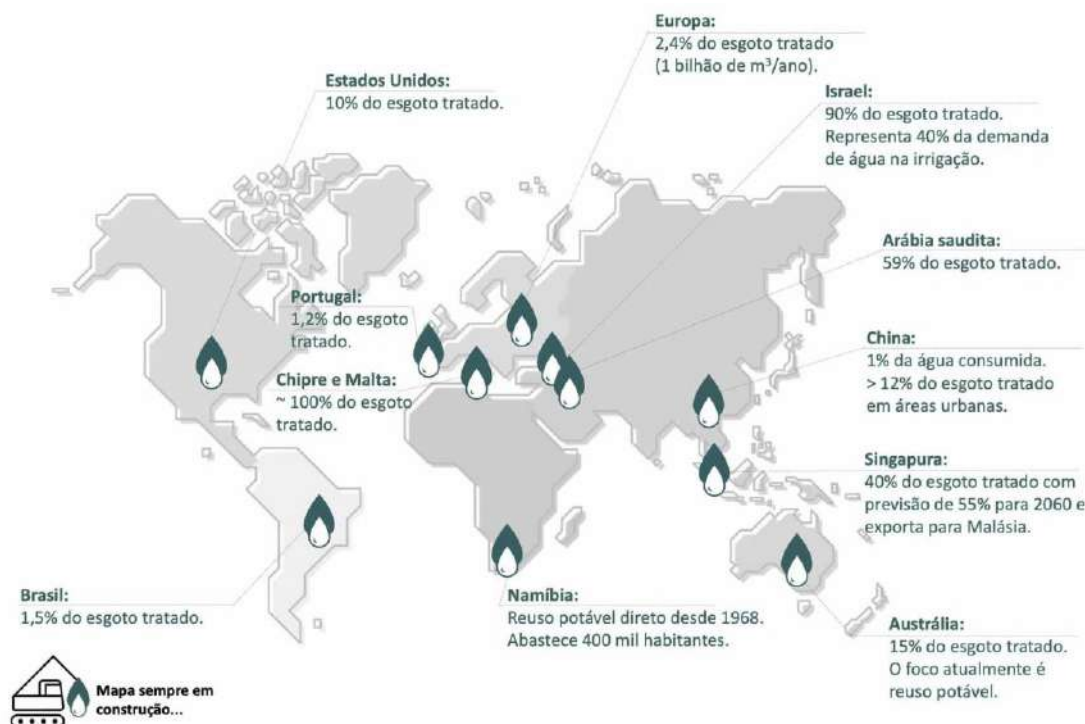 Europa:
2,4% do esgoto tratado
(1 bilhão de m³/ano).
Estados Unidos:
10% do esgoto tratado.
Israel:
90% do esgoto tratado.
Representa 40% da demanda
de água na irrigação.
Arábia saudita:
59% do esgoto tratado.
Portugal:
1,2% do esgoto
tratado.
China:
1% da água consumida.
> 12% do esgoto tratado
em áreas urbanas.
Chipre e Malta:
~ 100% do esgoto
tratado.
Singapura:
40% do esgoto tratado com
previsão de 55% para 2060 e
exporta para Malásia.
Brasil:
1,5% do esgoto tratado.
Namíbia:
Reuso potável direto desde 1968.
Abastece 400 mil habitantes.
Austrália:
15% do esgoto tratado.
O foco atualmente é
reuso potável.
Mapa sempre em
construção...